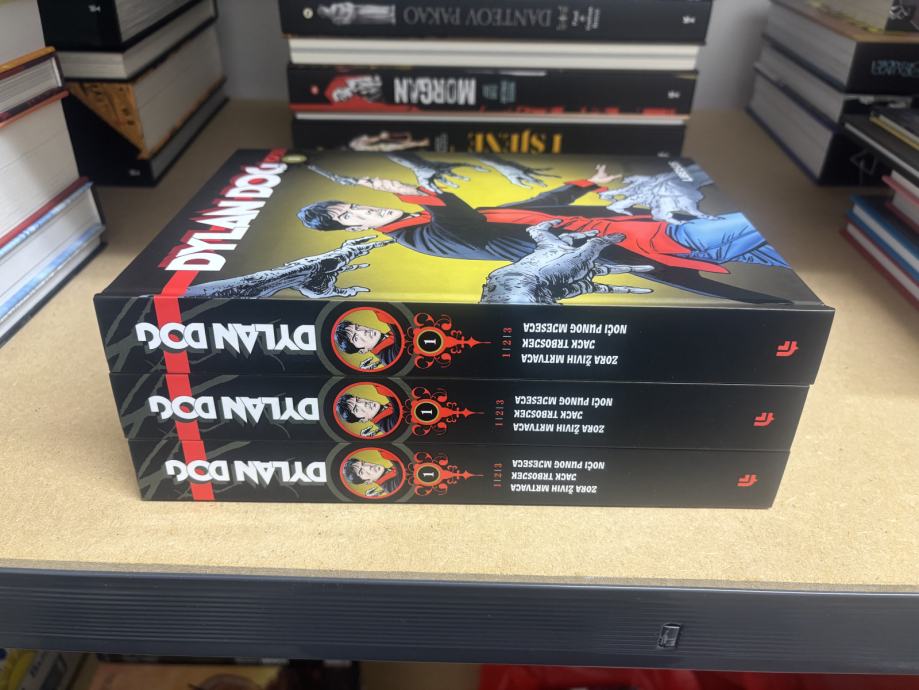 DANTEOV PAKAO
MORGAN
I SJENE
DYLAN DOG
DYLAN DOG
1
1|2|3
ZORA ŽIVIH MRTVACA
JACK TRBOSJEK
NOĆI PUNOG MJESECA
DYLAN DOG
1
1|2|3
ZORA ŽIVIH MRTVACA
JACK TRBOSJEK
NOĆI PUNOG MJESECA
DYLAN DOG
1
1|2|3
ZORA ŽIVIH MRTVACA
JACK TRBOSJEK
NOĆI PUNOG MJESECA